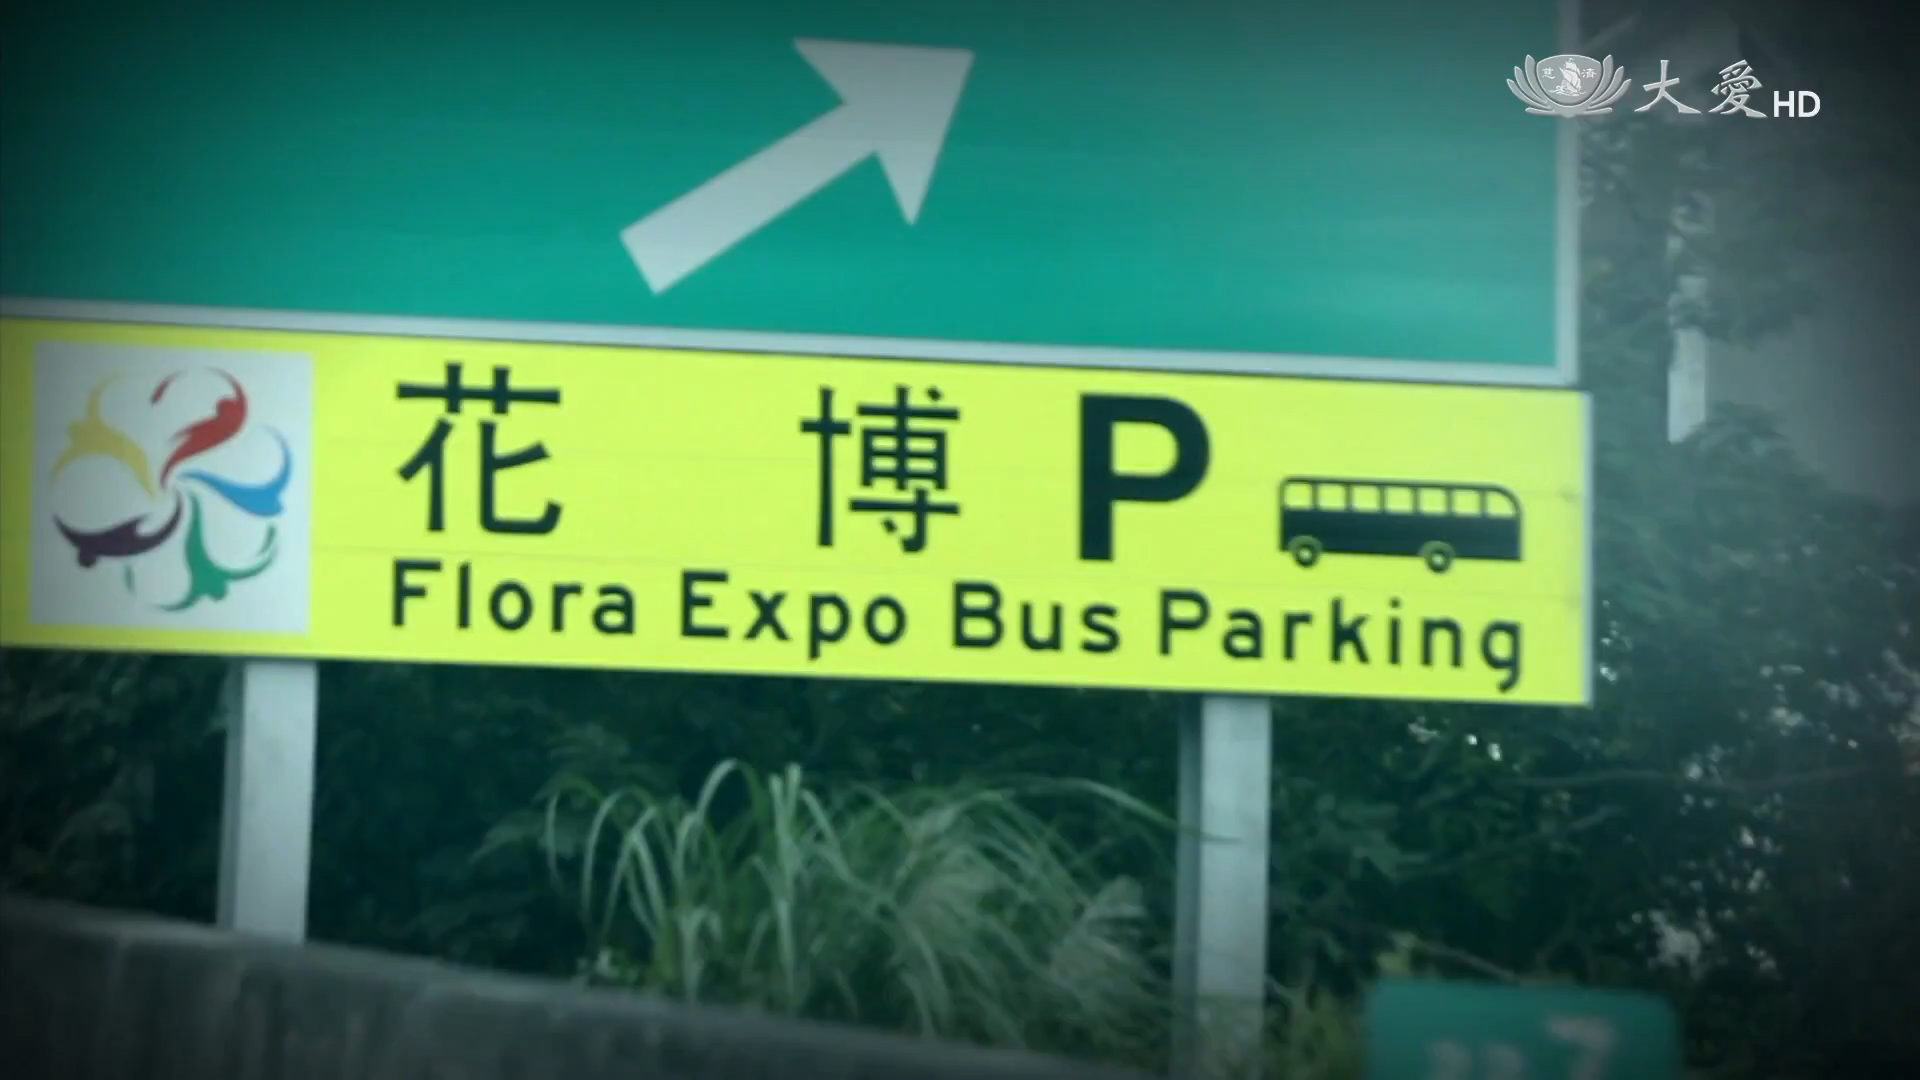 大愛HD
花 博 P
Flora Expo Bus Parking